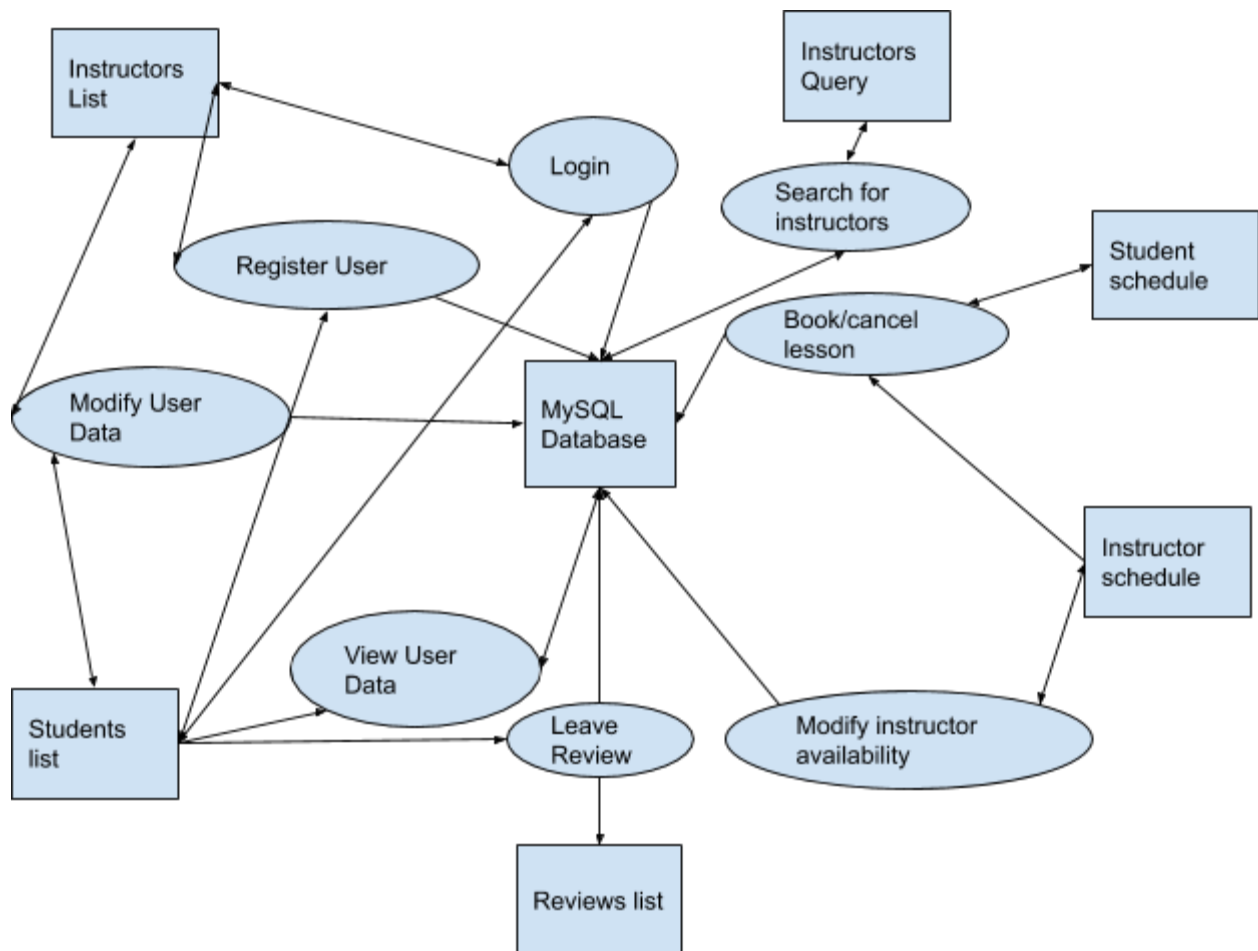 Instructors
List
Instructors
Query
Login
Search for
instructors
Register User
Student
schedule
Book/cancel
lesson
Modify User
Data
MySQL
Database
Instructor
schedule
View User
Data
Students
list
Leave
Review
Modify instructor
availability
Reviews list